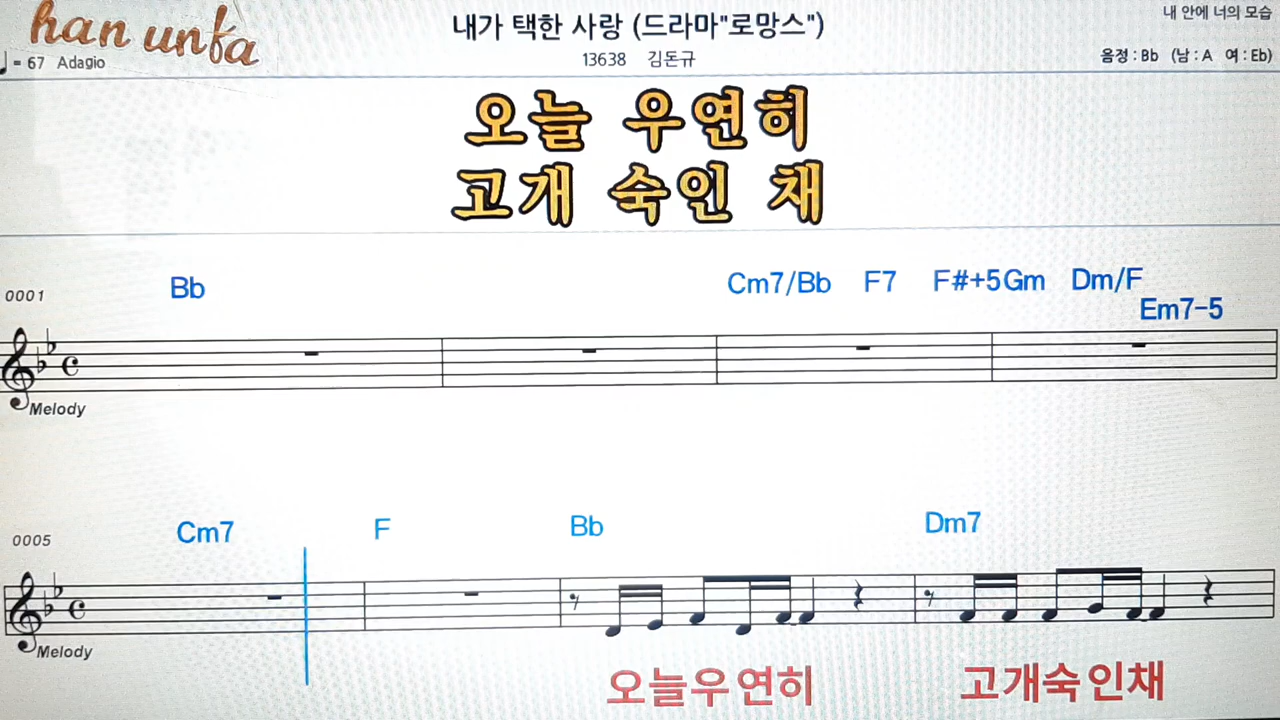 han unfa
내가 택한 사랑 (드라마"로망스")
내 안에 너의 모습
♩ = 67 Adagio
13638 김돈규
음정 : Bb (남 : A 여 : Eb)
오늘 우연히
고개 숙인 채
0001 Bb Cm7/Bb F7 F#+5 Gm Dm/F
Em7-5
Melody
0005 Cm7 F Bb Dm7
Melody
오늘우연히 고개숙인채